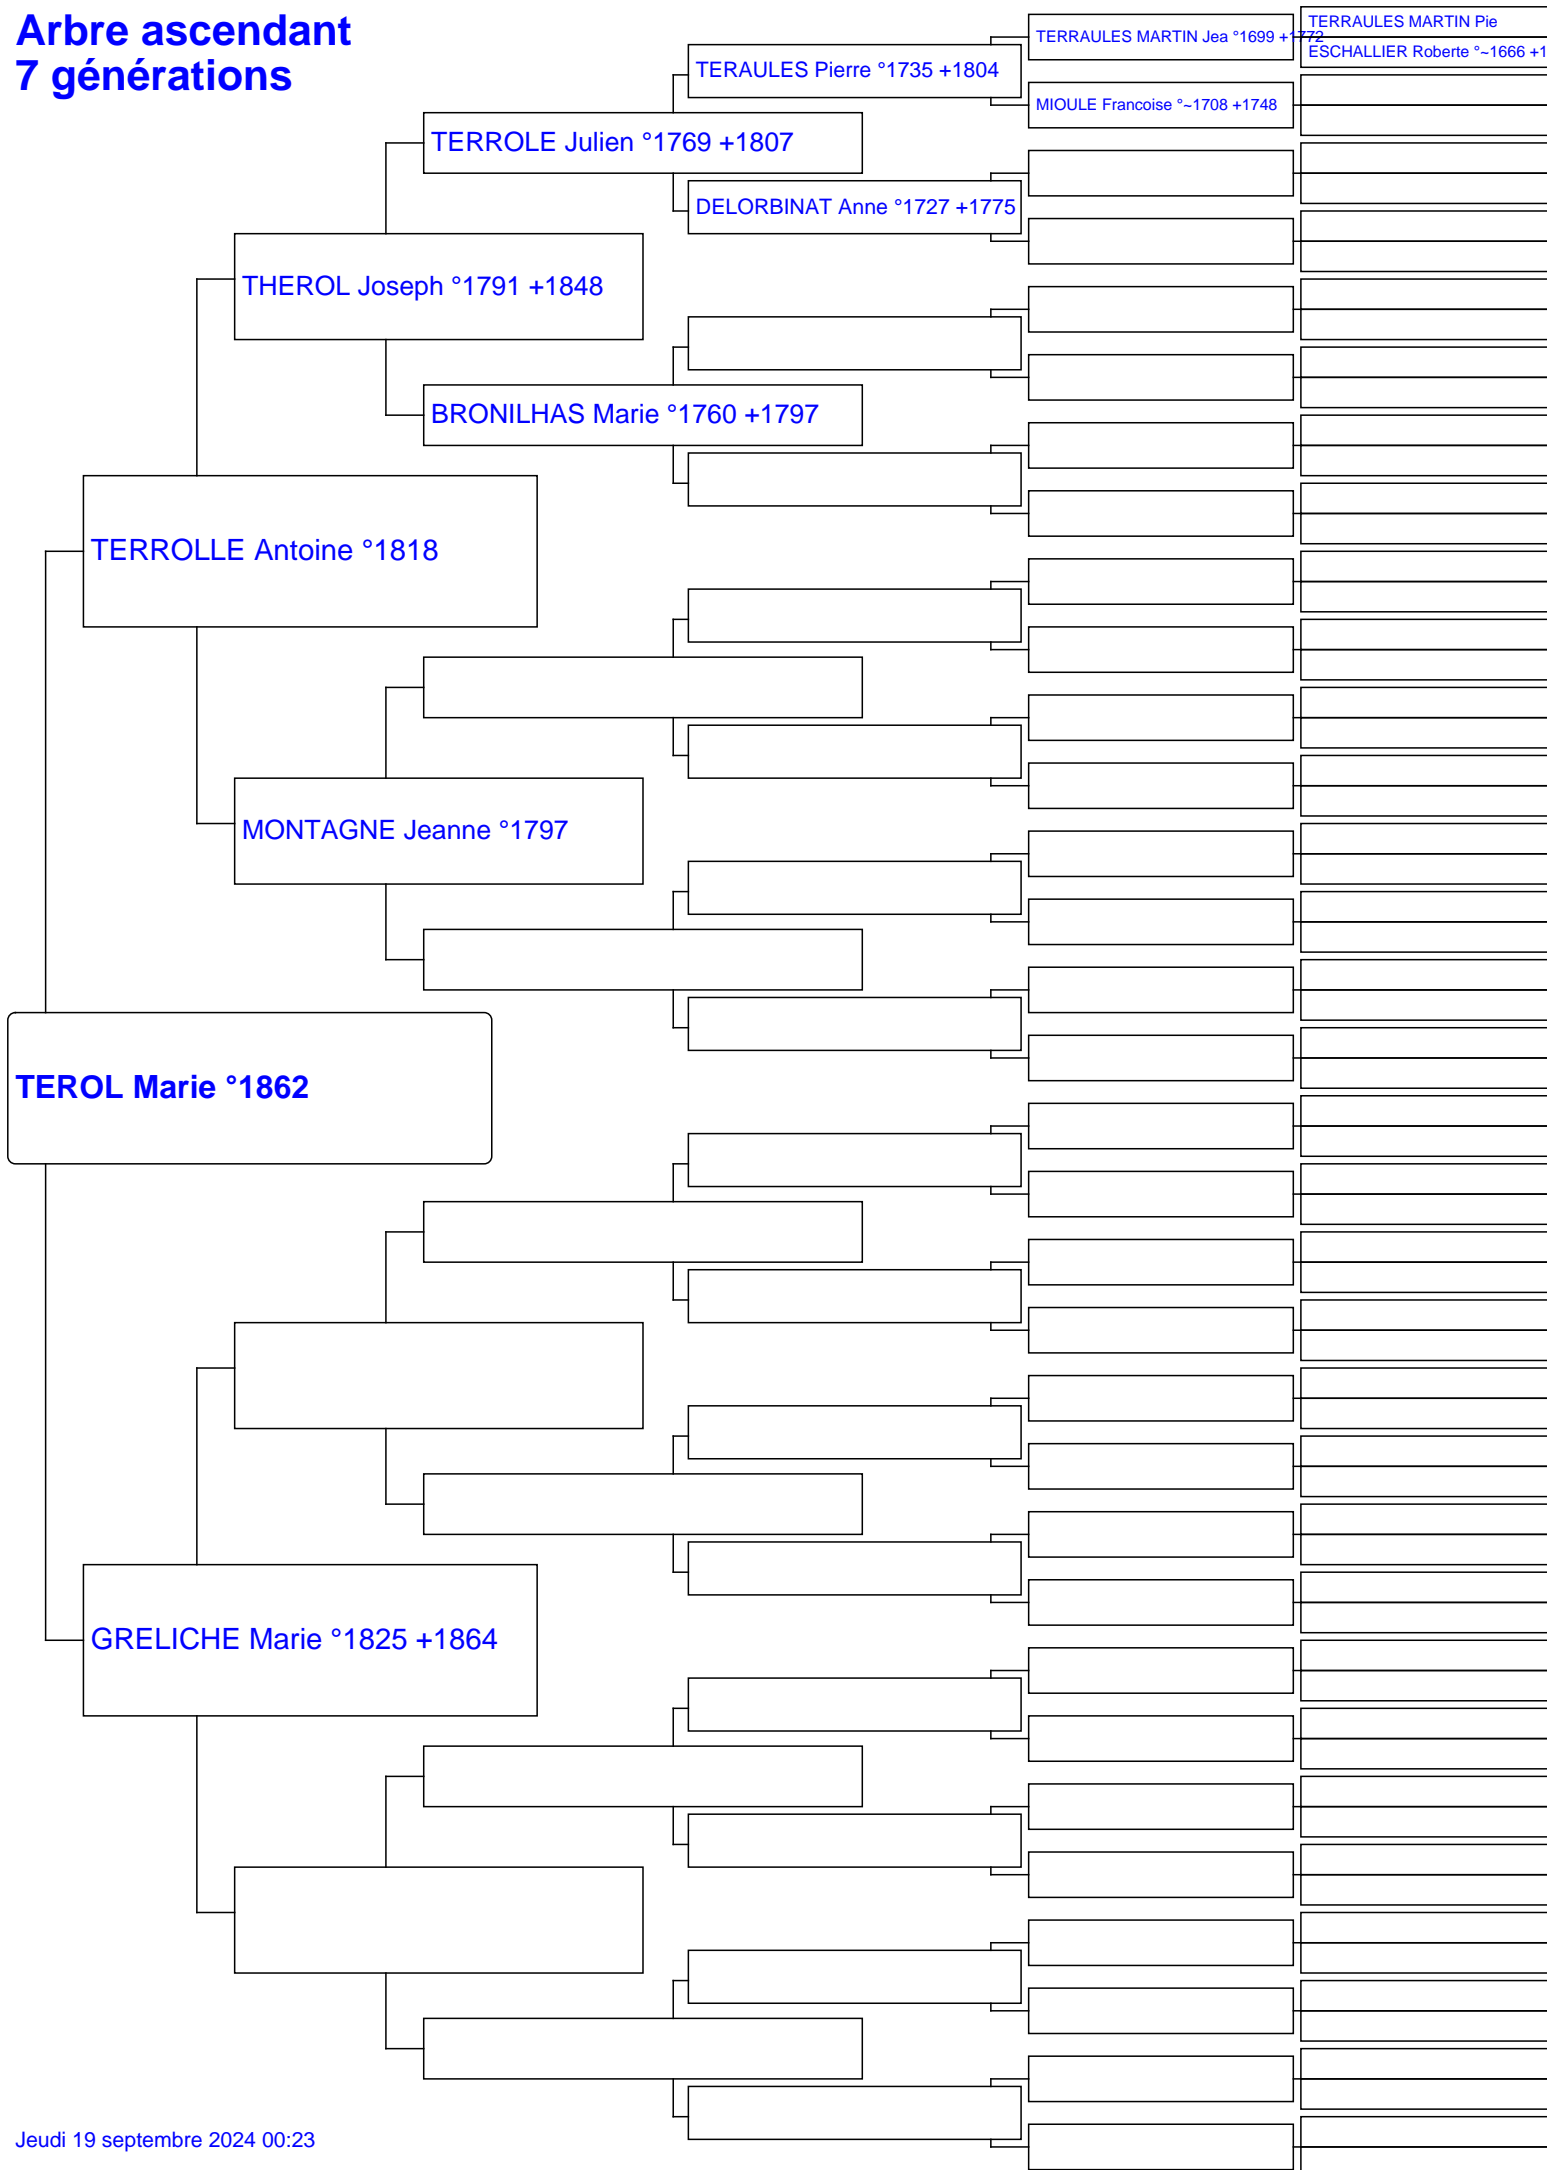 Arbre ascendant
7 générations
TERRAULES MARTIN Pie
TERRAULES MARTIN Jea °1699 +1772
ESCHALLIER Roberte °~1666 +1
TERAULES Pierre °1735 +1804
MIOULE Francoise °~1708 +1748
TERROLE Julien °1769 +1807
DELORBINAT Anne °1727 +1775
THEROL Joseph °1791 +1848
BRONILHAS Marie °1760 +1797
TERROLLE Antoine °1818
MONTAGNE Jeanne °1797
TEROL Marie °1862
GRELICHE Marie °1825 +1864
Jeudi 19 septembre 2024 00:23